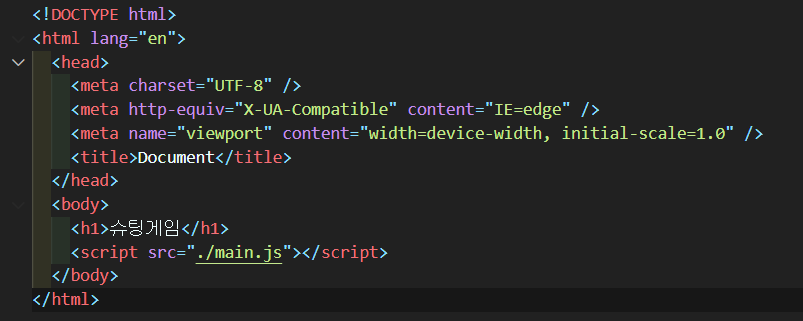 <!DOCTYPE html>
<html lang="en">
  <head>
    <meta charset="UTF-8" />
    <meta http-equiv="X-UA-Compatible" content="IE=edge" />
    <meta name="viewport" content="width=device-width, initial-scale=1.0" />
    <title>Document</title>
  </head>
  <body>
    <h1>슈팅게임</h1>
    <script src="./main.js"></script>
  </body>
</html>